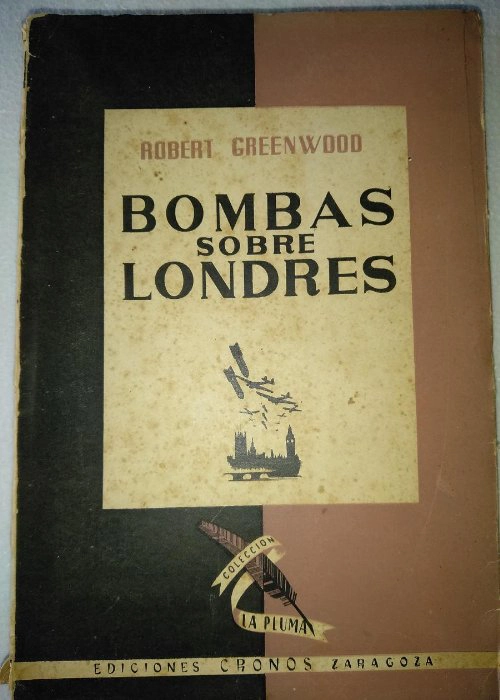 ROBERT GREENWOOD
BOMBAS
SOBRE
LONDRES
COLECCION
LA PLUMA
EDICIONES CRONOS ZARAGOZA